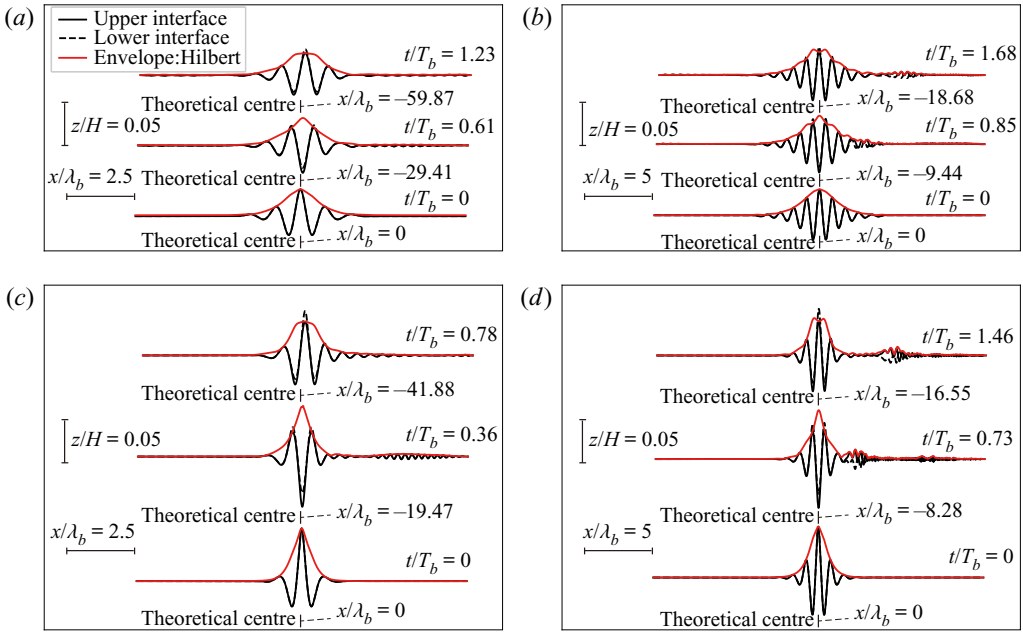 (a)
Upper interface
Lower interface
Envelope:Hilbert
t/T_b = 1.23
Theoretical centre
x/λ_b = –59.87
z/H = 0.05
t/T_b = 0.61
x/λ_b = 2.5
Theoretical centre
x/λ_b = –29.41
t/T_b = 0
Theoretical centre
x/λ_b = 0
(b)
t/T_b = 1.68
Theoretical centre
x/λ_b = –18.68
z/H = 0.05
t/T_b = 0.85
x/λ_b = 5
Theoretical centre
x/λ_b = –9.44
t/T_b = 0
Theoretical centre
x/λ_b = 0
(c)
t/T_b = 0.78
Theoretical centre
x/λ_b = –41.88
z/H = 0.05
t/T_b = 0.36
Theoretical centre
x/λ_b = –19.47
x/λ_b = 2.5
t/T_b = 0
Theoretical centre
x/λ_b = 0
(d)
t/T_b = 1.46
Theoretical centre
x/λ_b = –16.55
z/H = 0.05
t/T_b = 0.73
Theoretical centre
x/λ_b = –8.28
x/λ_b = 5
t/T_b = 0
Theoretical centre
x/λ_b = 0